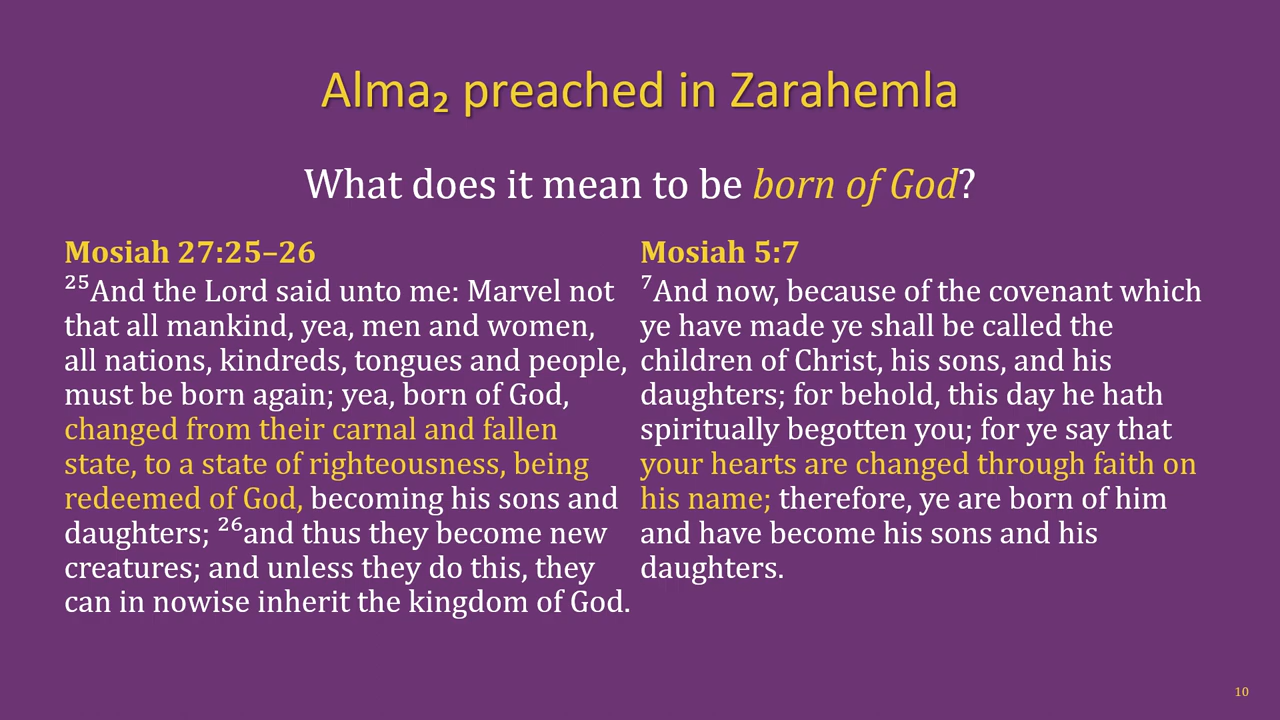 Alma₂ preached in Zarahemla
What does it mean to be born of God?
Mosiah 27:25–26
²⁵And the Lord said unto me: Marvel not
that all mankind, yea, men and women,
all nations, kindreds, tongues and people,
must be born again; yea, born of God,
changed from their carnal and fallen
state, to a state of righteousness, being
redeemed of God, becoming his sons and
daughters; ²⁶and thus they become new
creatures; and unless they do this, they
can in nowise inherit the kingdom of God.
Mosiah 5:7
⁷And now, because of the covenant which
ye have made ye shall be called the
children of Christ, his sons, and his
daughters; for behold, this day he hath
spiritually begotten you; for ye say that
your hearts are changed through faith on
his name; therefore, ye are born of him
and have become his sons and his
daughters.
10